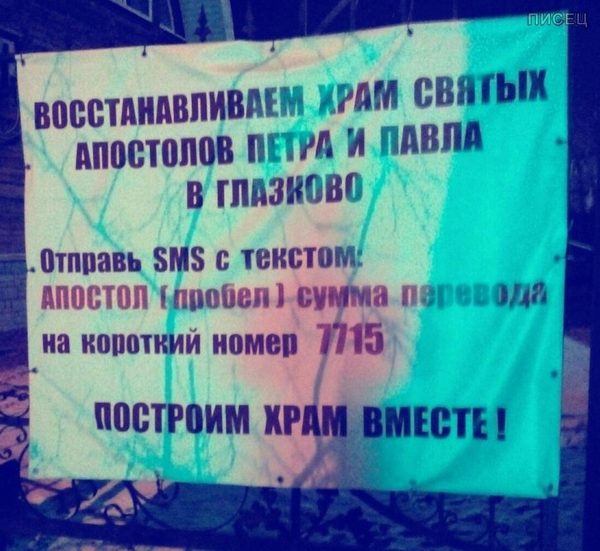 ПИСЕЦ
ВОССТАНАВЛИВАЕМ ХРАМ СВЯТЫХ
АПОСТОЛОВ ПЕТРА И ПАВЛА
В ГЛАЗКОВО
Отправь SMS с текстом:
АПОСТОЛ (пробел) сумма перевода
на короткий номер 7715
ПОСТРОИМ ХРАМ ВМЕСТЕ!